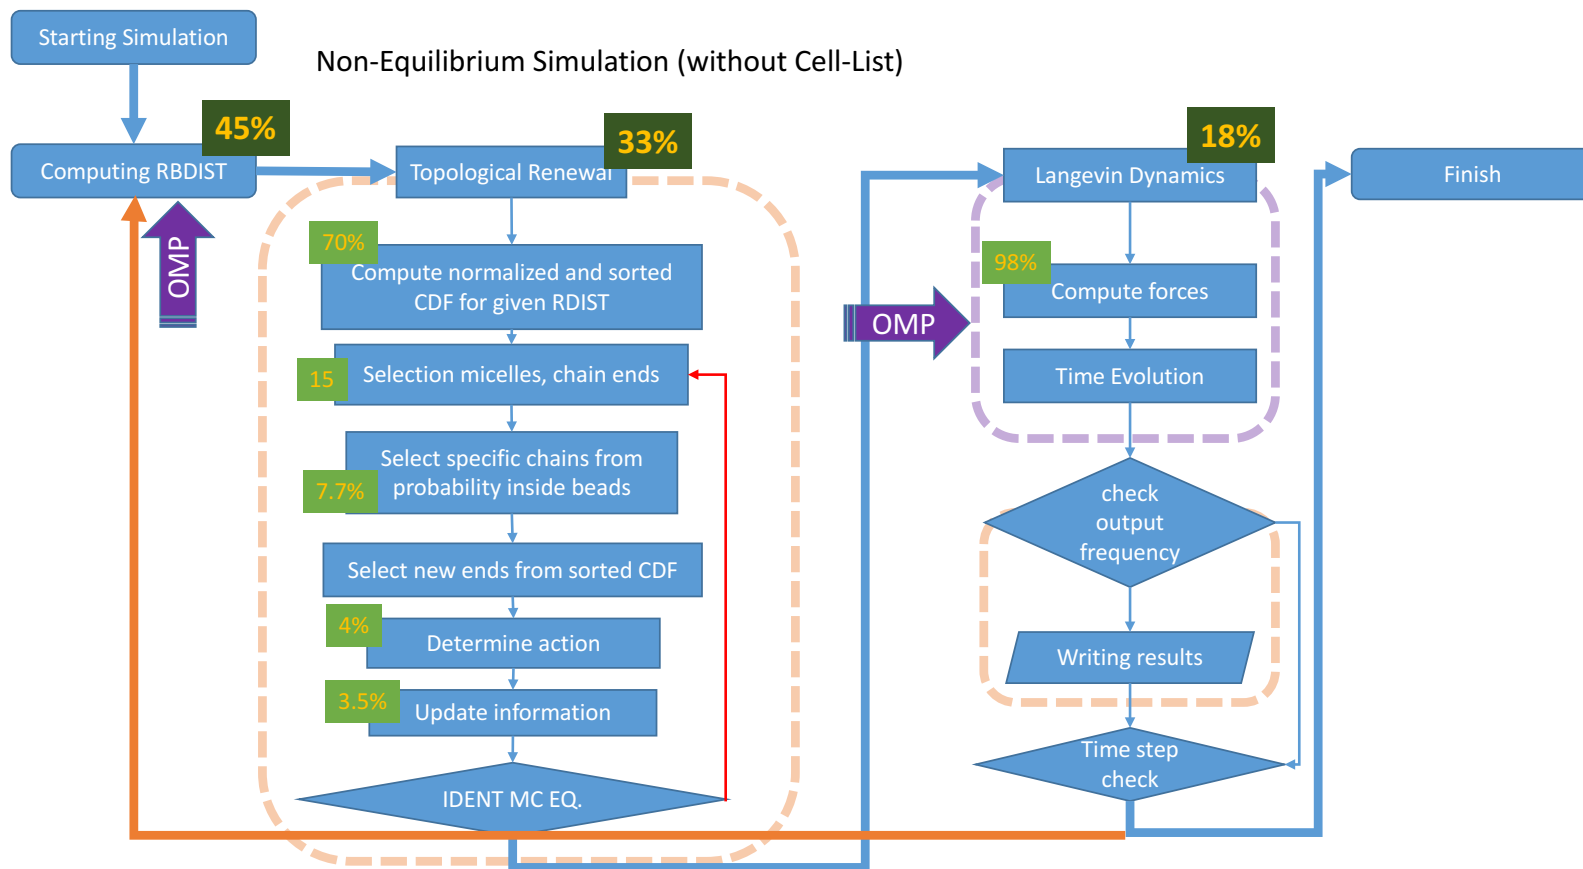 Starting Simulation
Non-Equilibrium Simulation (without Cell-List)
45%
Computing RBDIST
OMP
33%
Topological Renewal
70%
Compute normalized and sorted
CDF for given RDIST
15
Selection micelles, chain ends
Select specific chains from
probability inside beads
7.7%
Select new ends from sorted CDF
4%
Determine action
3.5%
Update information
IDENT MC EQ.
18%
Langevin Dynamics
98%
Compute forces
OMP
Time Evolution
check
output
frequency
Writing results
Time step
check
Finish